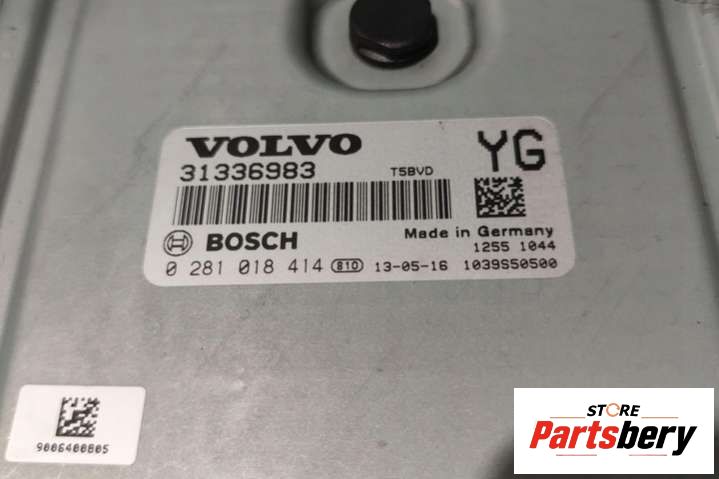 VOLVO YG
31336983 T5BVD
BOSCH Made in Germany
1255 1044
0 281 018 414 810 13-05-16 1039S50500
9006400805
STORE
Partsbery